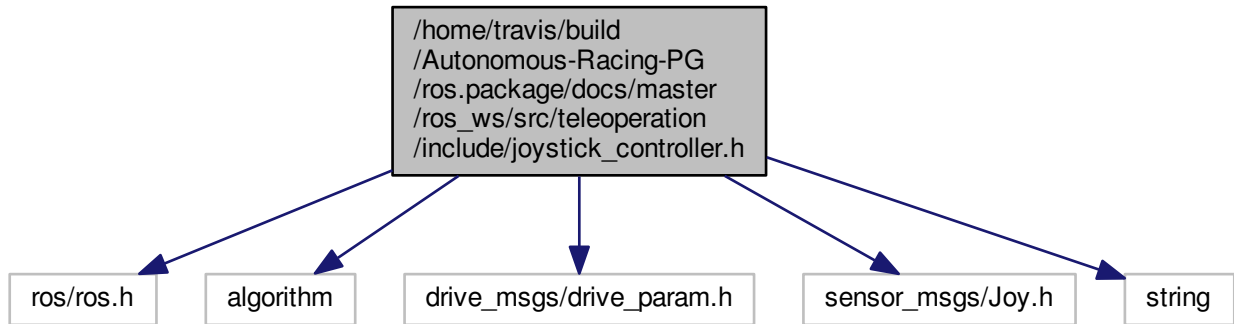 /home/travis/build
/Autonomous-Racing-PG
/ros.package/docs/master
/ros_ws/src/teleoperation
/include/joystick_controller.h
ros/ros.h
algorithm
drive_msgs/drive_param.h
sensor_msgs/Joy.h
string